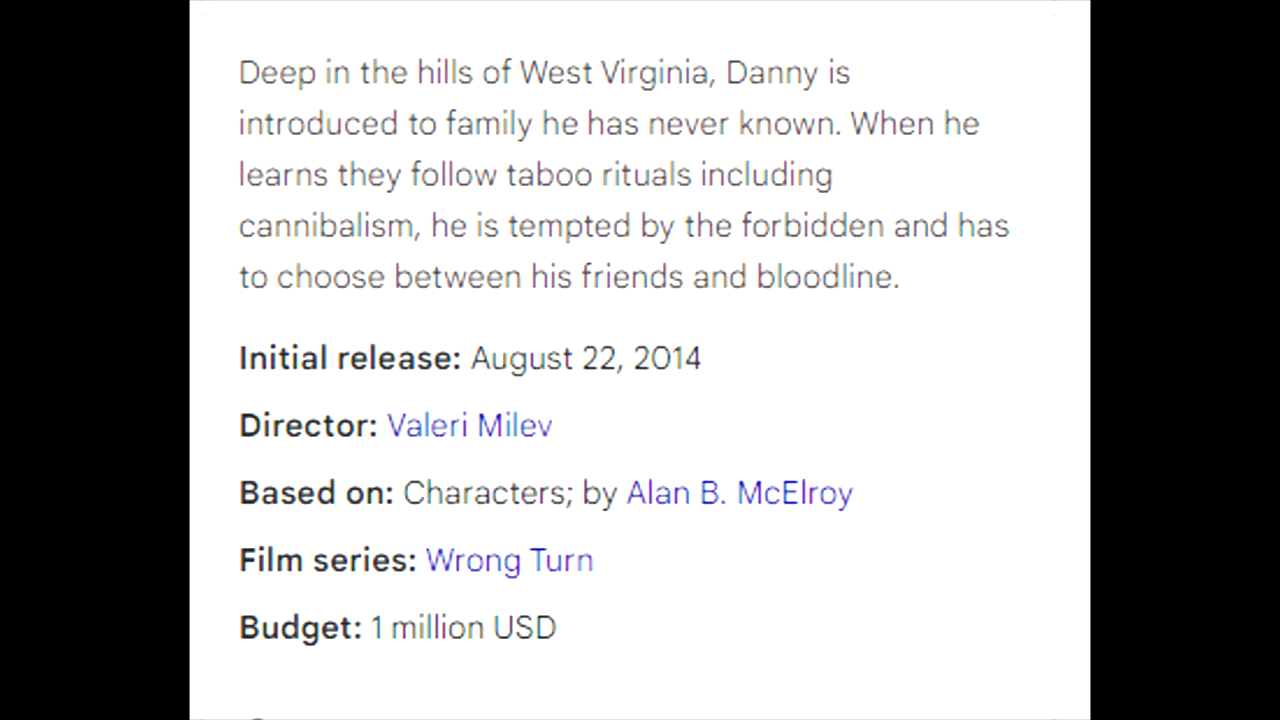 Deep in the hills of West Virginia, Danny is
introduced to family he has never known. When he
learns they follow taboo rituals including
cannibalism, he is tempted by the forbidden and has
to choose between his friends and bloodline.
Initial release: August 22, 2014
Director: Valeri Milev
Based on: Characters; by Alan B. McElroy
Film series: Wrong Turn
Budget: 1 million USD